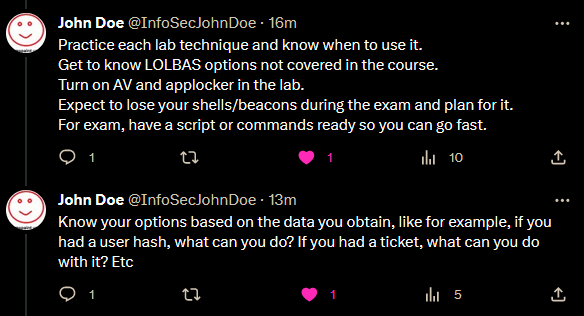 John Doe @InfoSecJohnDoe · 16m
Practice each lab technique and know when to use it.
Get to know LOLBAS options not covered in the course.
Turn on AV and applocker in the lab.
Expect to lose your shells/beacons during the exam and plan for it.
For exam, have a script or commands ready so you can go fast.
1 1 10
John Doe @InfoSecJohnDoe · 13m
Know your options based on the data you obtain, like for example, if you
had a user hash, what can you do? If you had a ticket, what can you do
with it? Etc
1 1 5